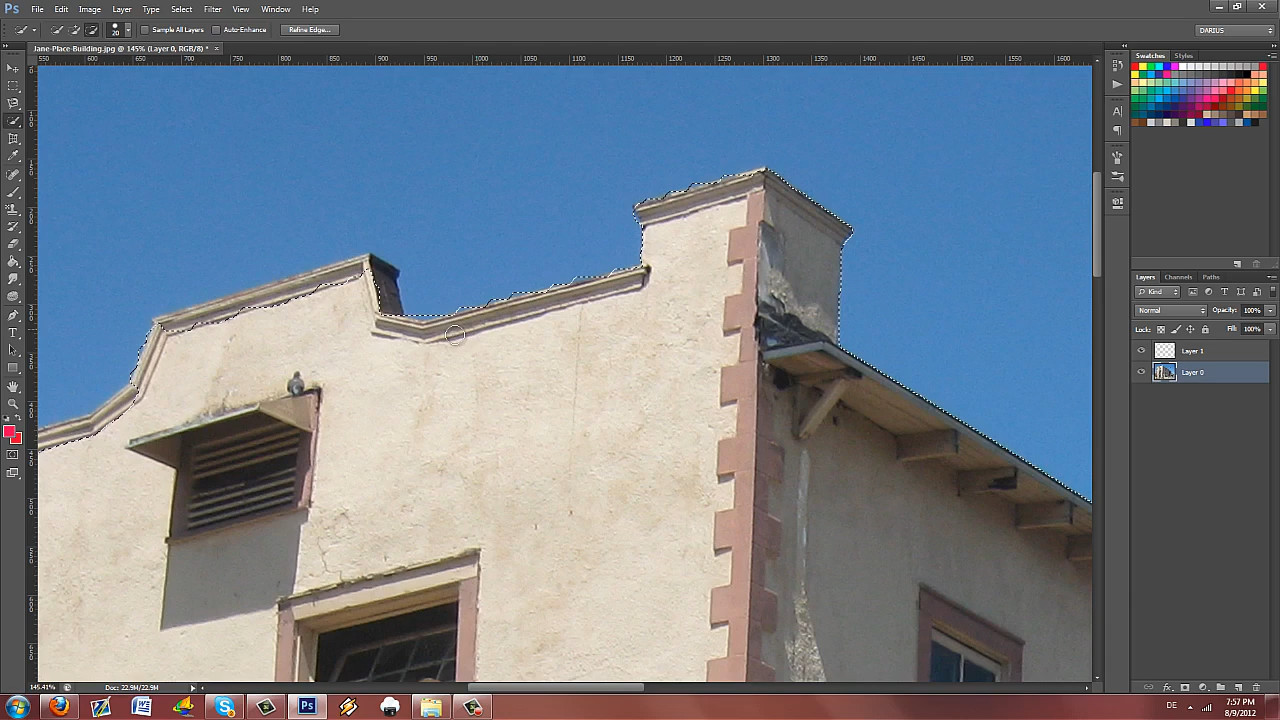 Ps File Edit Image Layer Type Select Filter View Window Help
20 Sample All Layers Auto-Enhance Refine Edge... DARIUS
Jane-Place-Building.jpg @ 145% (Layer 0, RGB/8) * ×
550 600 650 700 750 800 850 900 950 1000 1050 1100 1150 1200 1250 1300 1350 1400 1450 1500 1550 1600
Swatches Styles
Layers Channels Paths
Kind
Normal Opacity: 100%
Lock: Fill: 100%
Layer 1
Layer 0
145.41% Doc: 22.9M/22.9M
Ps DE 7:57 PM
8/9/2012